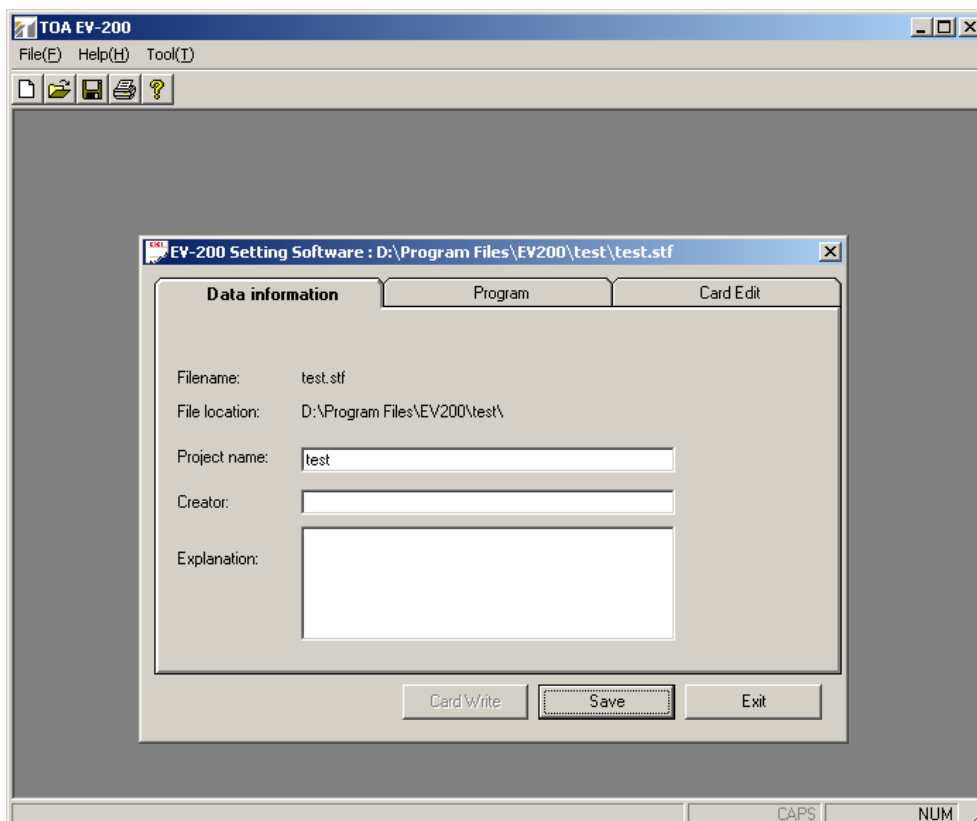 TOA EV-200
File(F) Help(H) Tool(T)
EV-200 Setting Software : D:\Program Files\EV200\test\test.stf
Data information Program Card Edit
Filename: test.stf
File location: D:\Program Files\EV200\test\
Project name: test
Creator:
Explanation:
Card Write Save Exit
CAPS NUM